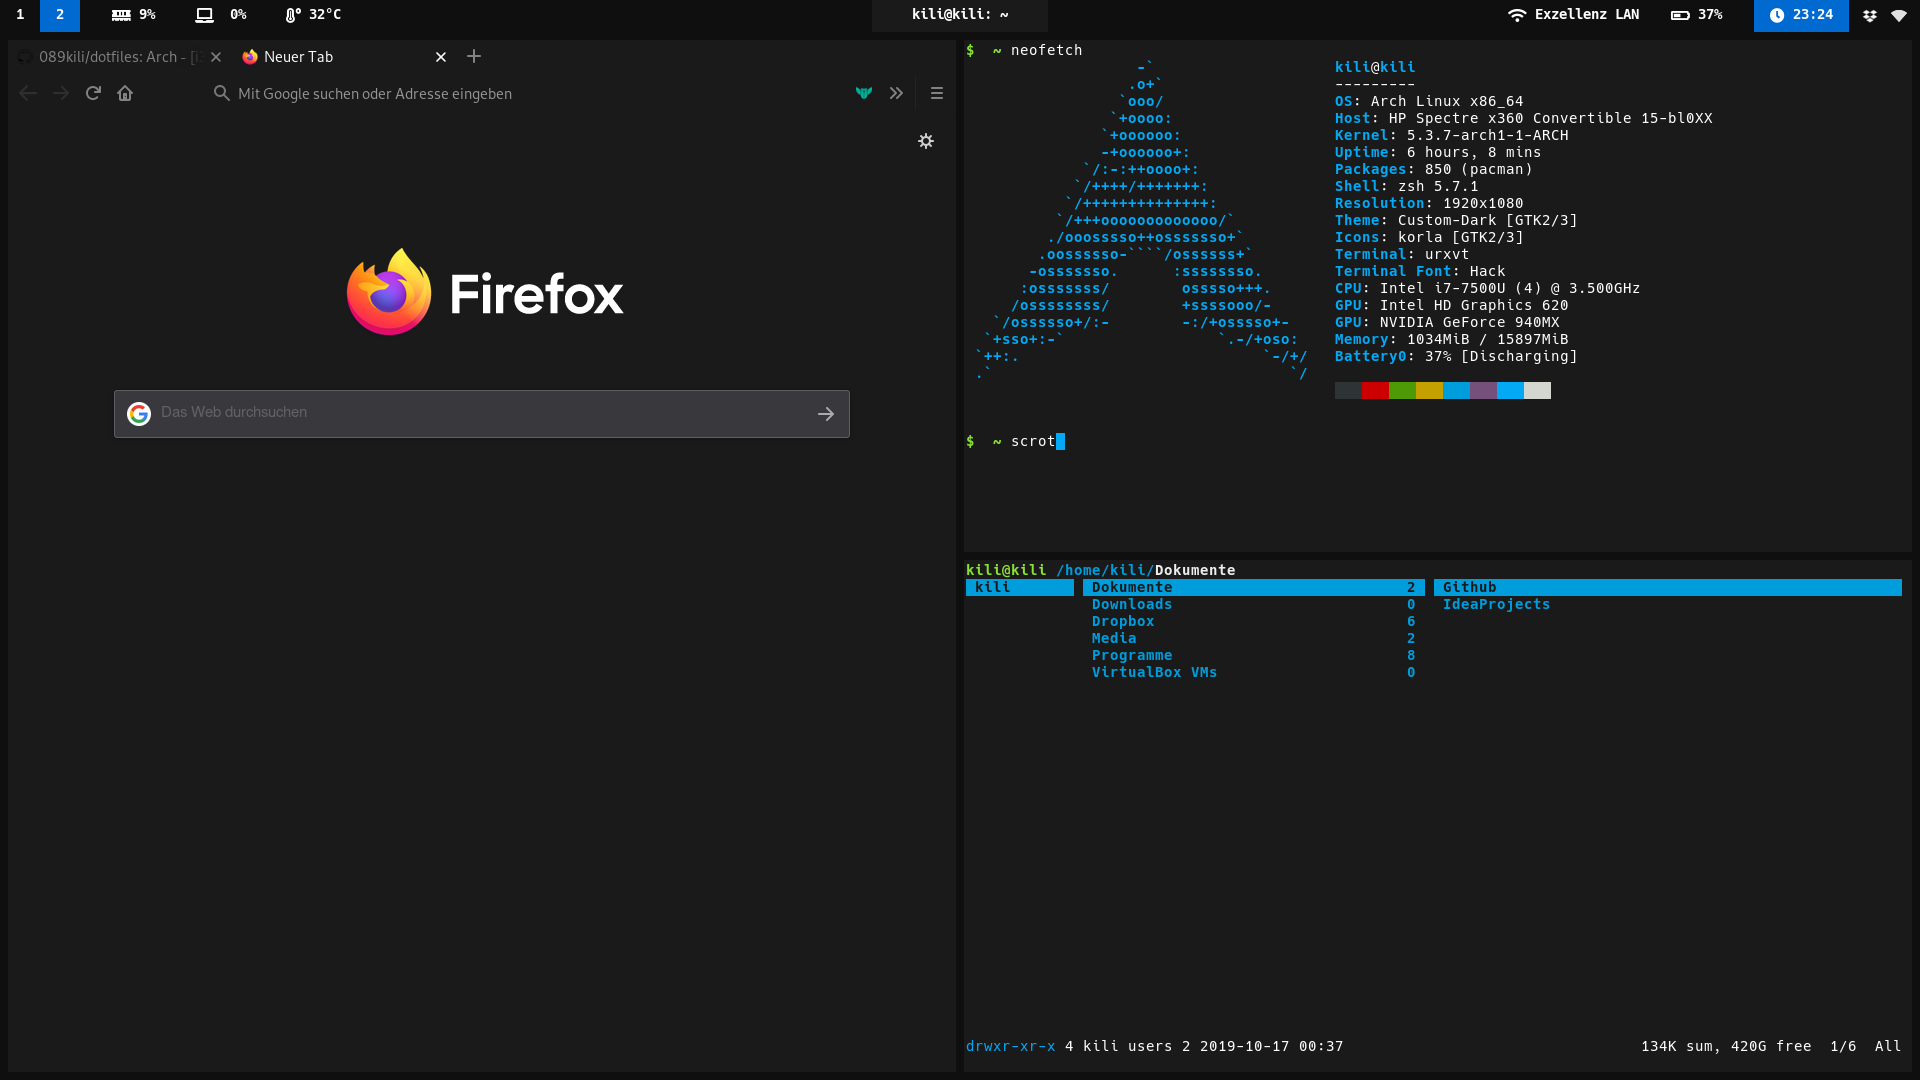 1 2 9% 0% 32°C kili@kili: ~ Exzellenz LAN 37% 23:24
089kili/dotfiles: Arch - [i3 Neuer Tab
Mit Google suchen oder Adresse eingeben
Firefox
Das Web durchsuchen
$ ~ neofetch
-`
.o+`
`ooo/
`+oooo:
`+oooooo:
-+oooooo+:
`/:-:++oooo+:
`/++++/+++++++:
`/++++++++++++++:
`/+++ooooooooooooo/`
./ooosssso++osssssso+`
.oossssso-````/ossssss+`
-osssssso. :ssssssso.
:osssssss/ osssso+++.
/ossssssss/ +ssssooo/-
`/ossssso+/:- -:/+osssso+-
`+sso+:-` `.-/+oso:
`++:. `-/+/
.` `/
kili@kili
---------
OS: Arch Linux x86_64
Host: HP Spectre x360 Convertible 15-bl0XX
Kernel: 5.3.7-arch1-1-ARCH
Uptime: 6 hours, 8 mins
Packages: 850 (pacman)
Shell: zsh 5.7.1
Resolution: 1920x1080
Theme: Custom-Dark [GTK2/3]
Icons: korla [GTK2/3]
Terminal: urxvt
Terminal Font: Hack
CPU: Intel i7-7500U (4) @ 3.500GHz
GPU: Intel HD Graphics 620
GPU: NVIDIA GeForce 940MX
Memory: 1034MiB / 15897MiB
Battery0: 37% [Discharging]
$ ~ scrot
kili@kili /home/kili/Dokumente
kili Dokumente 2 Github
Downloads 0 IdeaProjects
Dropbox 6
Media 2
Programme 8
VirtualBox VMs 0
drwxr-xr-x 4 kili users 2 2019-10-17 00:37 134K sum, 420G free 1/6 All